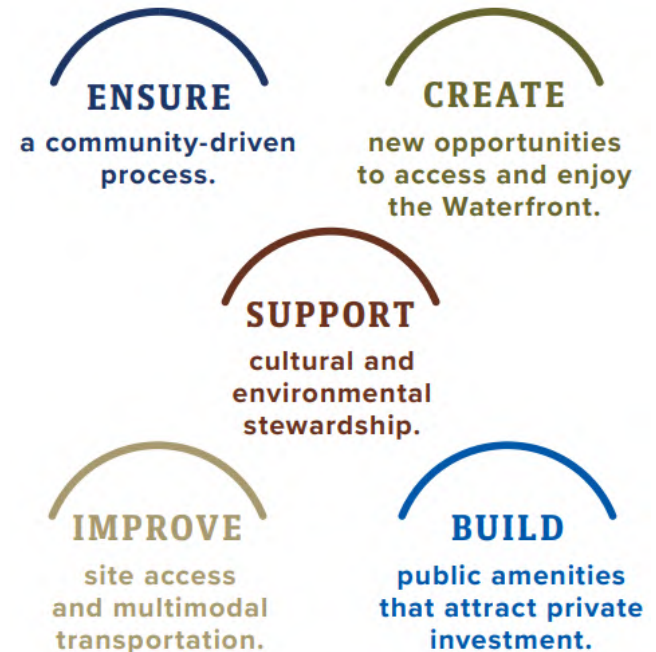 ENSURE
a community-driven
process.
CREATE
new opportunities
to access and enjoy
the Waterfront.
SUPPORT
cultural and
environmental
stewardship.
IMPROVE
site access
and multimodal
transportation.
BUILD
public amenities
that attract private
investment.